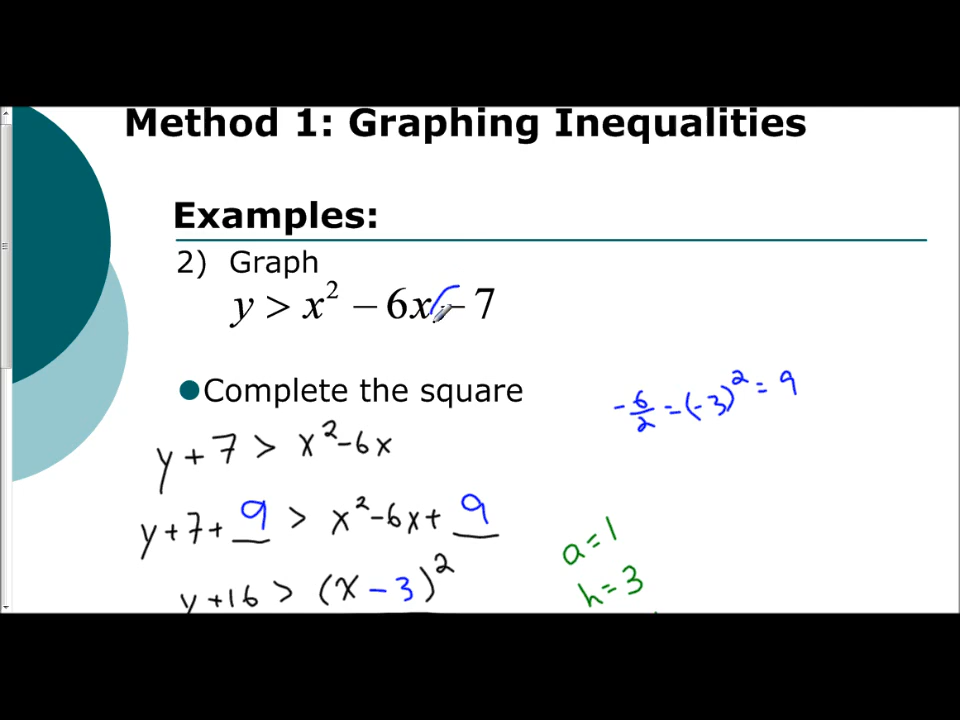 Method 1: Graphing Inequalities
Examples:
2) Graph
y > x² − 6x − 7
Complete the square
-6/2 = (-3)² = 9
y + 7 > x² - 6x
y + 7 + 9 > x² - 6x + 9
a = 1
y + 16 > (x - 3)²
h = 3